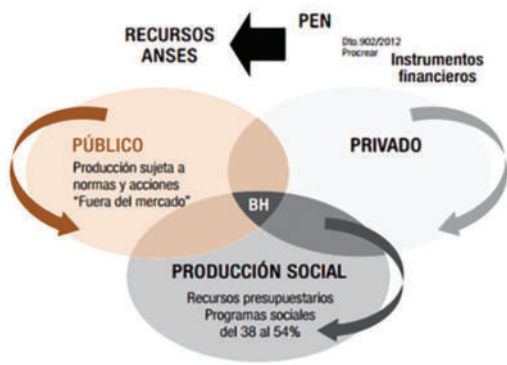 RECURSOS
ANSES
PEN
Dto.902/2012
Procrear
Instrumentos
financieros
PÚBLICO
Producción sujeta a
normas y acciones
"Fuera del mercado"
PRIVADO
BH
PRODUCCIÓN SOCIAL
Recursos presupuestarios
Programas sociales
del 38 al 54%